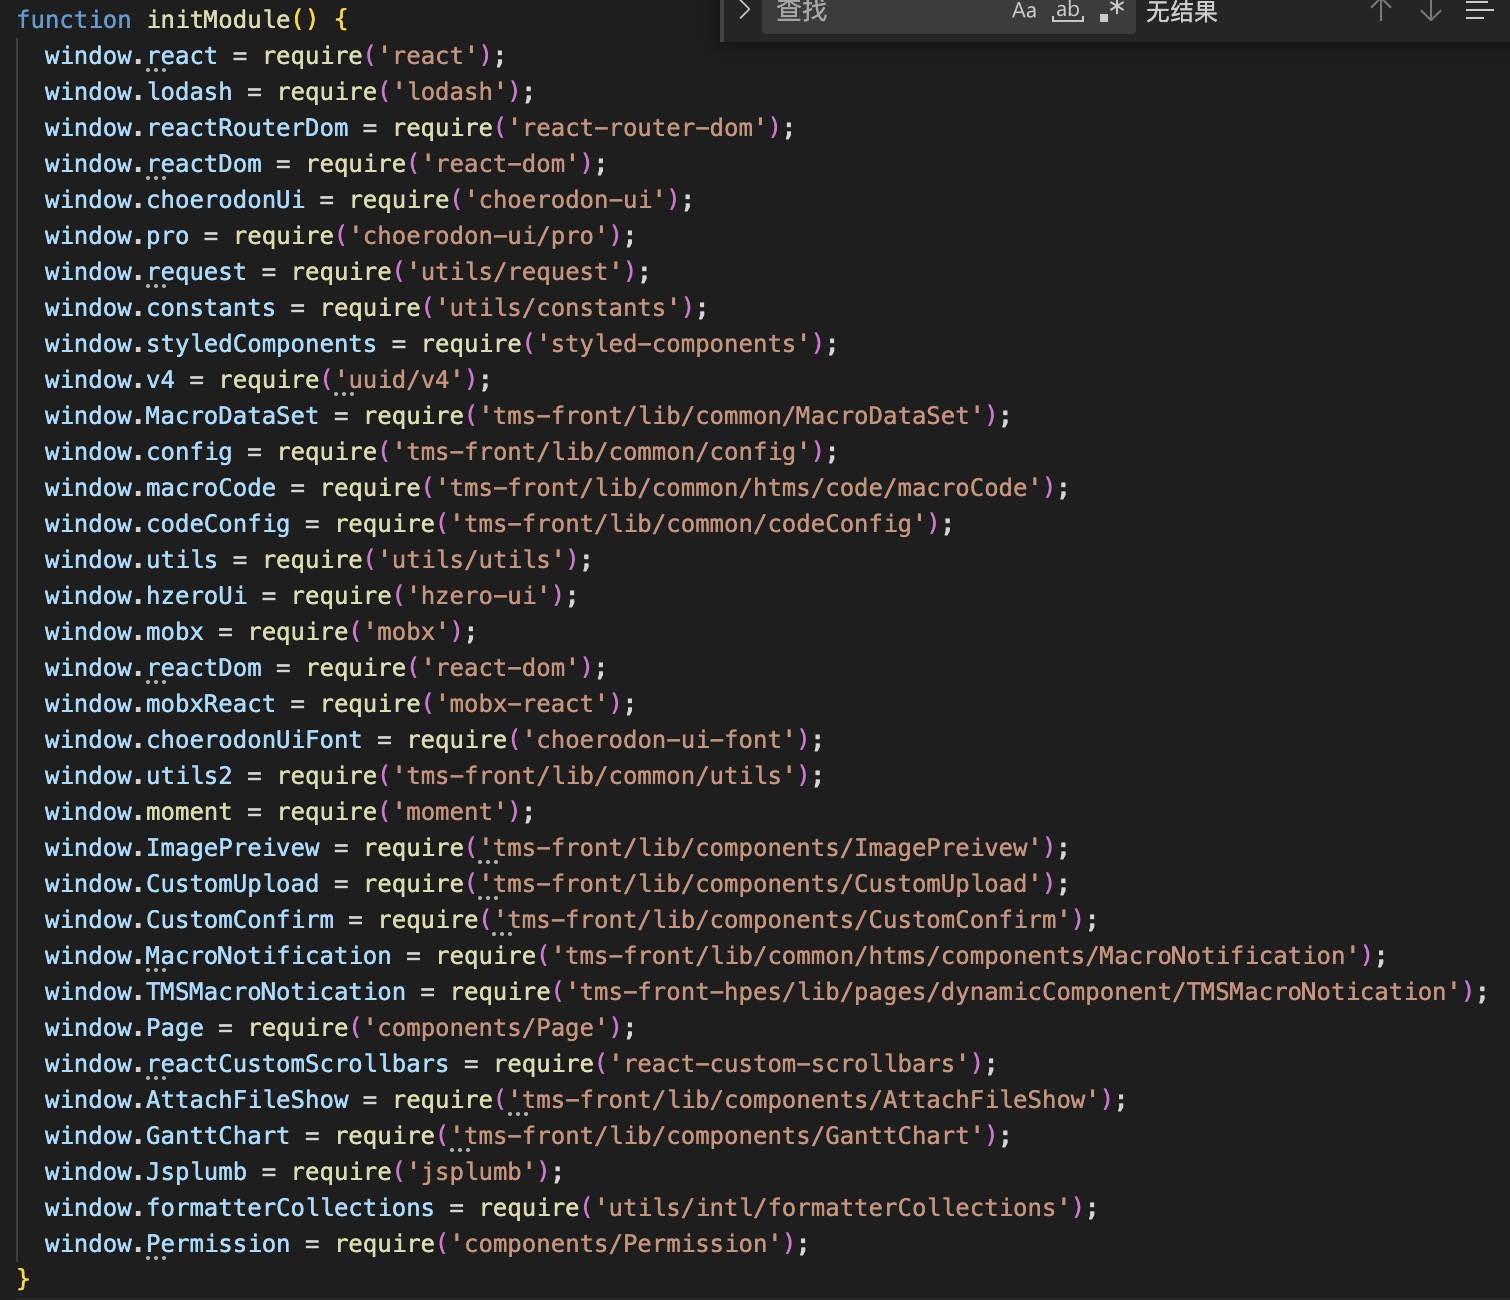 function initModule() {
查找 Aa ab .* 无结果
window.react = require('react');
window.lodash = require('lodash');
window.reactRouterDom = require('react-router-dom');
window.reactDom = require('react-dom');
window.choerodonUi = require('choerodon-ui');
window.pro = require('choerodon-ui/pro');
window.request = require('utils/request');
window.constants = require('utils/constants');
window.styledComponents = require('styled-components');
window.v4 = require('uuid/v4');
window.MacroDataSet = require('tms-front/lib/common/MacroDataSet');
window.config = require('tms-front/lib/common/config');
window.macroCode = require('tms-front/lib/common/htms/code/macroCode');
window.codeConfig = require('tms-front/lib/common/codeConfig');
window.utils = require('utils/utils');
window.hzeroUi = require('hzero-ui');
window.mobx = require('mobx');
window.reactDom = require('react-dom');
window.mobxReact = require('mobx-react');
window.choerodonUiFont = require('choerodon-ui-font');
window.utils2 = require('tms-front/lib/common/utils');
window.moment = require('moment');
window.ImagePreivew = require('tms-front/lib/components/ImagePreivew');
window.CustomUpload = require('tms-front/lib/components/CustomUpload');
window.CustomConfirm = require('tms-front/lib/components/CustomConfirm');
window.MacroNotification = require('tms-front/lib/common/htms/components/MacroNotification');
window.TMSMacroNotication = require('tms-front-hpes/lib/pages/dynamicComponent/TMSMacroNotication');
window.Page = require('components/Page');
window.reactCustomScrollbars = require('react-custom-scrollbars');
window.AttachFileShow = require('tms-front/lib/components/AttachFileShow');
window.GanttChart = require('tms-front/lib/components/GanttChart');
window.Jsplumb = require('jsplumb');
window.formatterCollections = require('utils/intl/formatterCollections');
window.Permission = require('components/Permission');
}